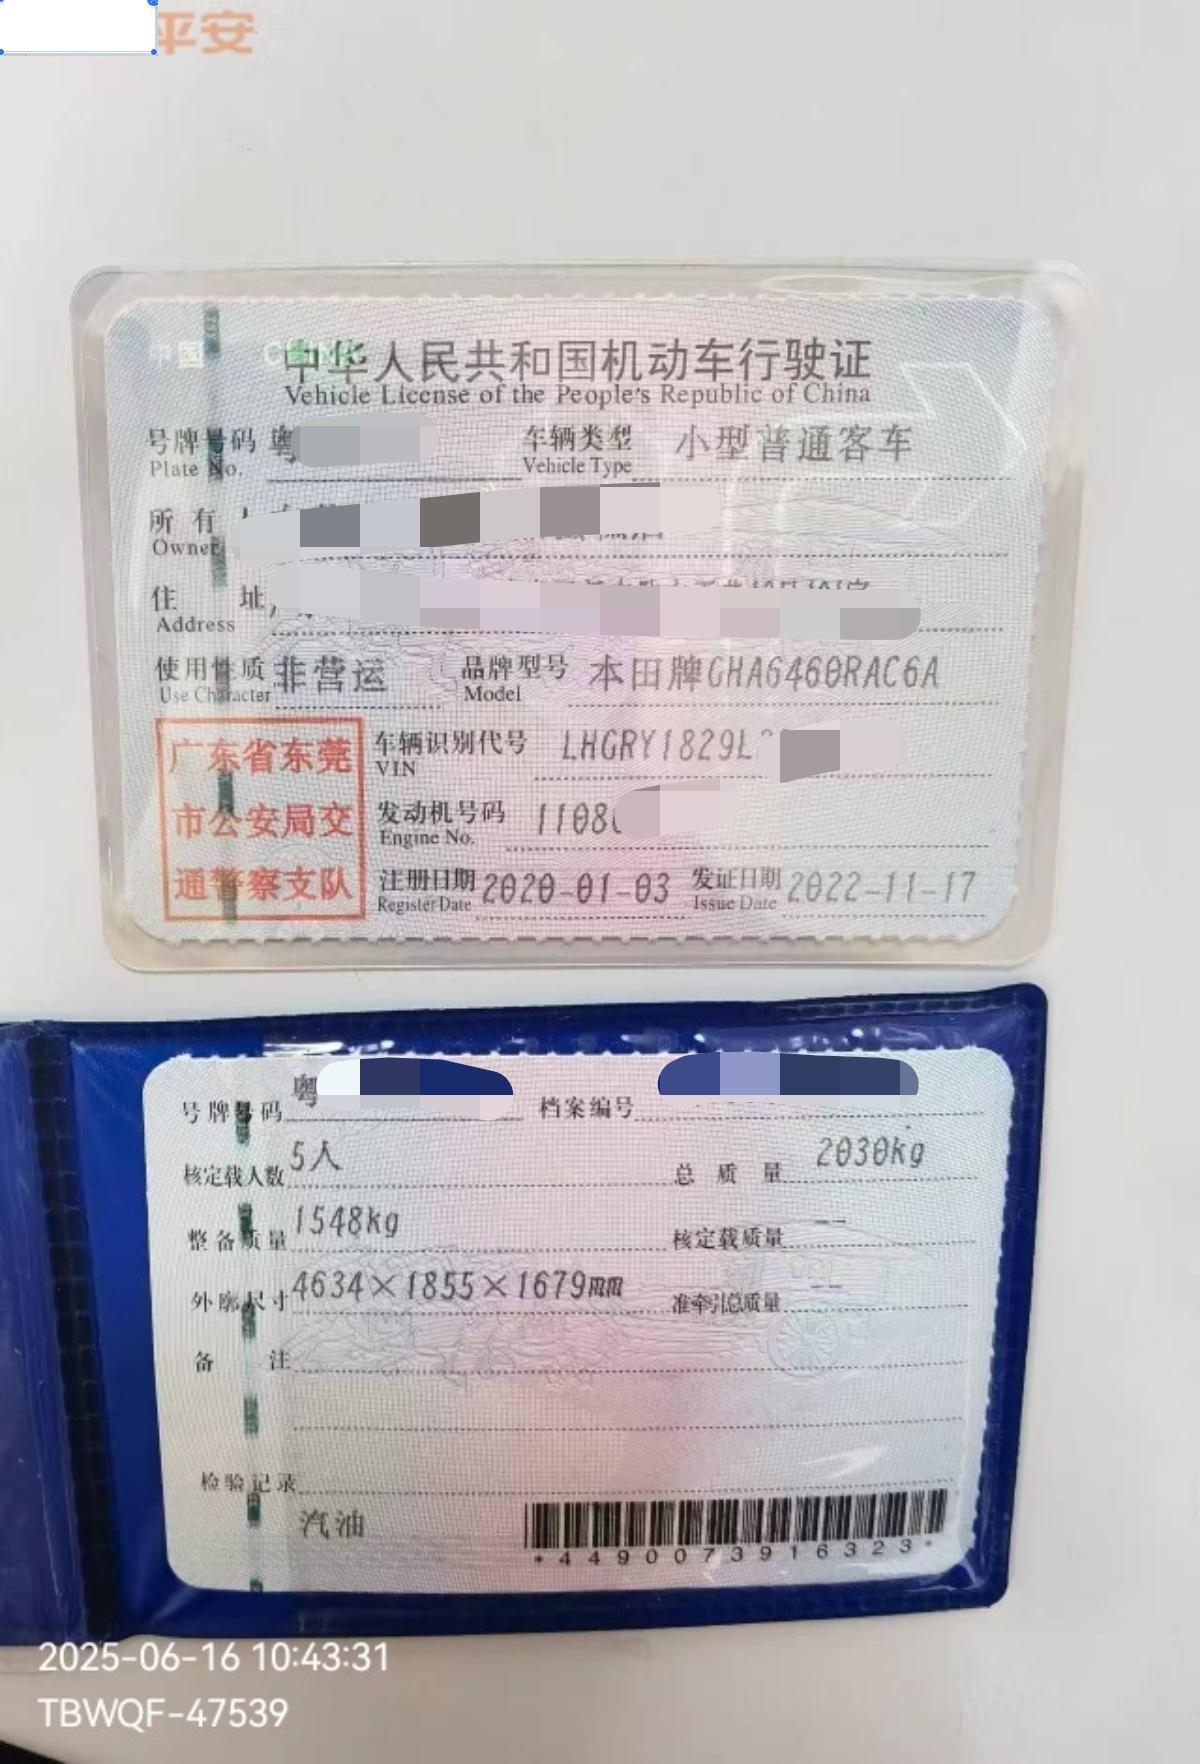 平安
中国 CHINA
中华人民共和国机动车行驶证
Vehicle License of the People's Republic of China
号牌号码 粤 车辆类型 小型普通客车
Plate No. Vehicle Type
所有人
Owner
住址
Address
使用性质 非营运 品牌型号 本田牌GHA6460RAC6A
Use Character Model
广东省东莞
市公安局交
通警察支队
车辆识别代号 LHGRY1829L
VIN
发动机号码 1108
Engine No.
注册日期 2020-01-03 发证日期 2022-11-17
Register Date Issue Date
号牌号码 粤 档案编号
核定载人数 5人 总质量 2030kg
整备质量 1548kg 核定载质量 --
外廓尺寸 4634×1855×1679mm 准牵引总质量 --
备注
检验记录
汽油
*4490073916323*
2025-06-16 10:43:31
TBWQF-47539